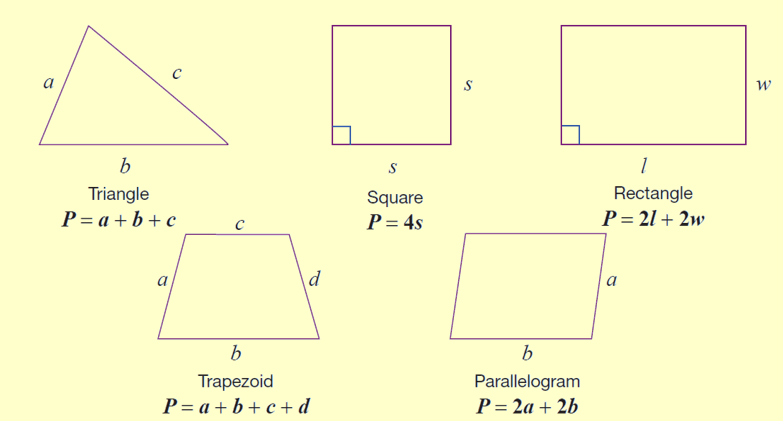 a
c
b
Triangle
P = a + b + c
s
s
Square
P = 4s
w
l
Rectangle
P = 2l + 2w
c
a
d
b
Trapezoid
P = a + b + c + d
a
b
Parallelogram
P = 2a + 2b